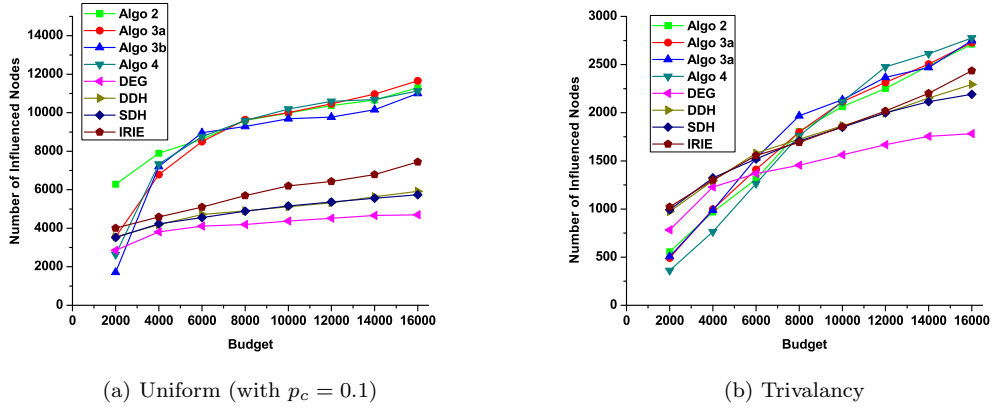 14000
12000
10000
8000
6000
4000
2000
0
Number of Influenced Nodes
Algo 2
Algo 3a
Algo 3b
Algo 4
DEG
DDH
SDH
IRIE
0 2000 4000 6000 8000 10000 12000 14000 16000
Budget
(a) Uniform (with p_c = 0.1)
3000
2500
2000
1500
1000
500
0
Number of Influenced Nodes
Algo 2
Algo 3a
Algo 3a
Algo 4
DEG
DDH
SDH
IRIE
0 2000 4000 6000 8000 10000 12000 14000 16000
Budget
(b) Trivalancy